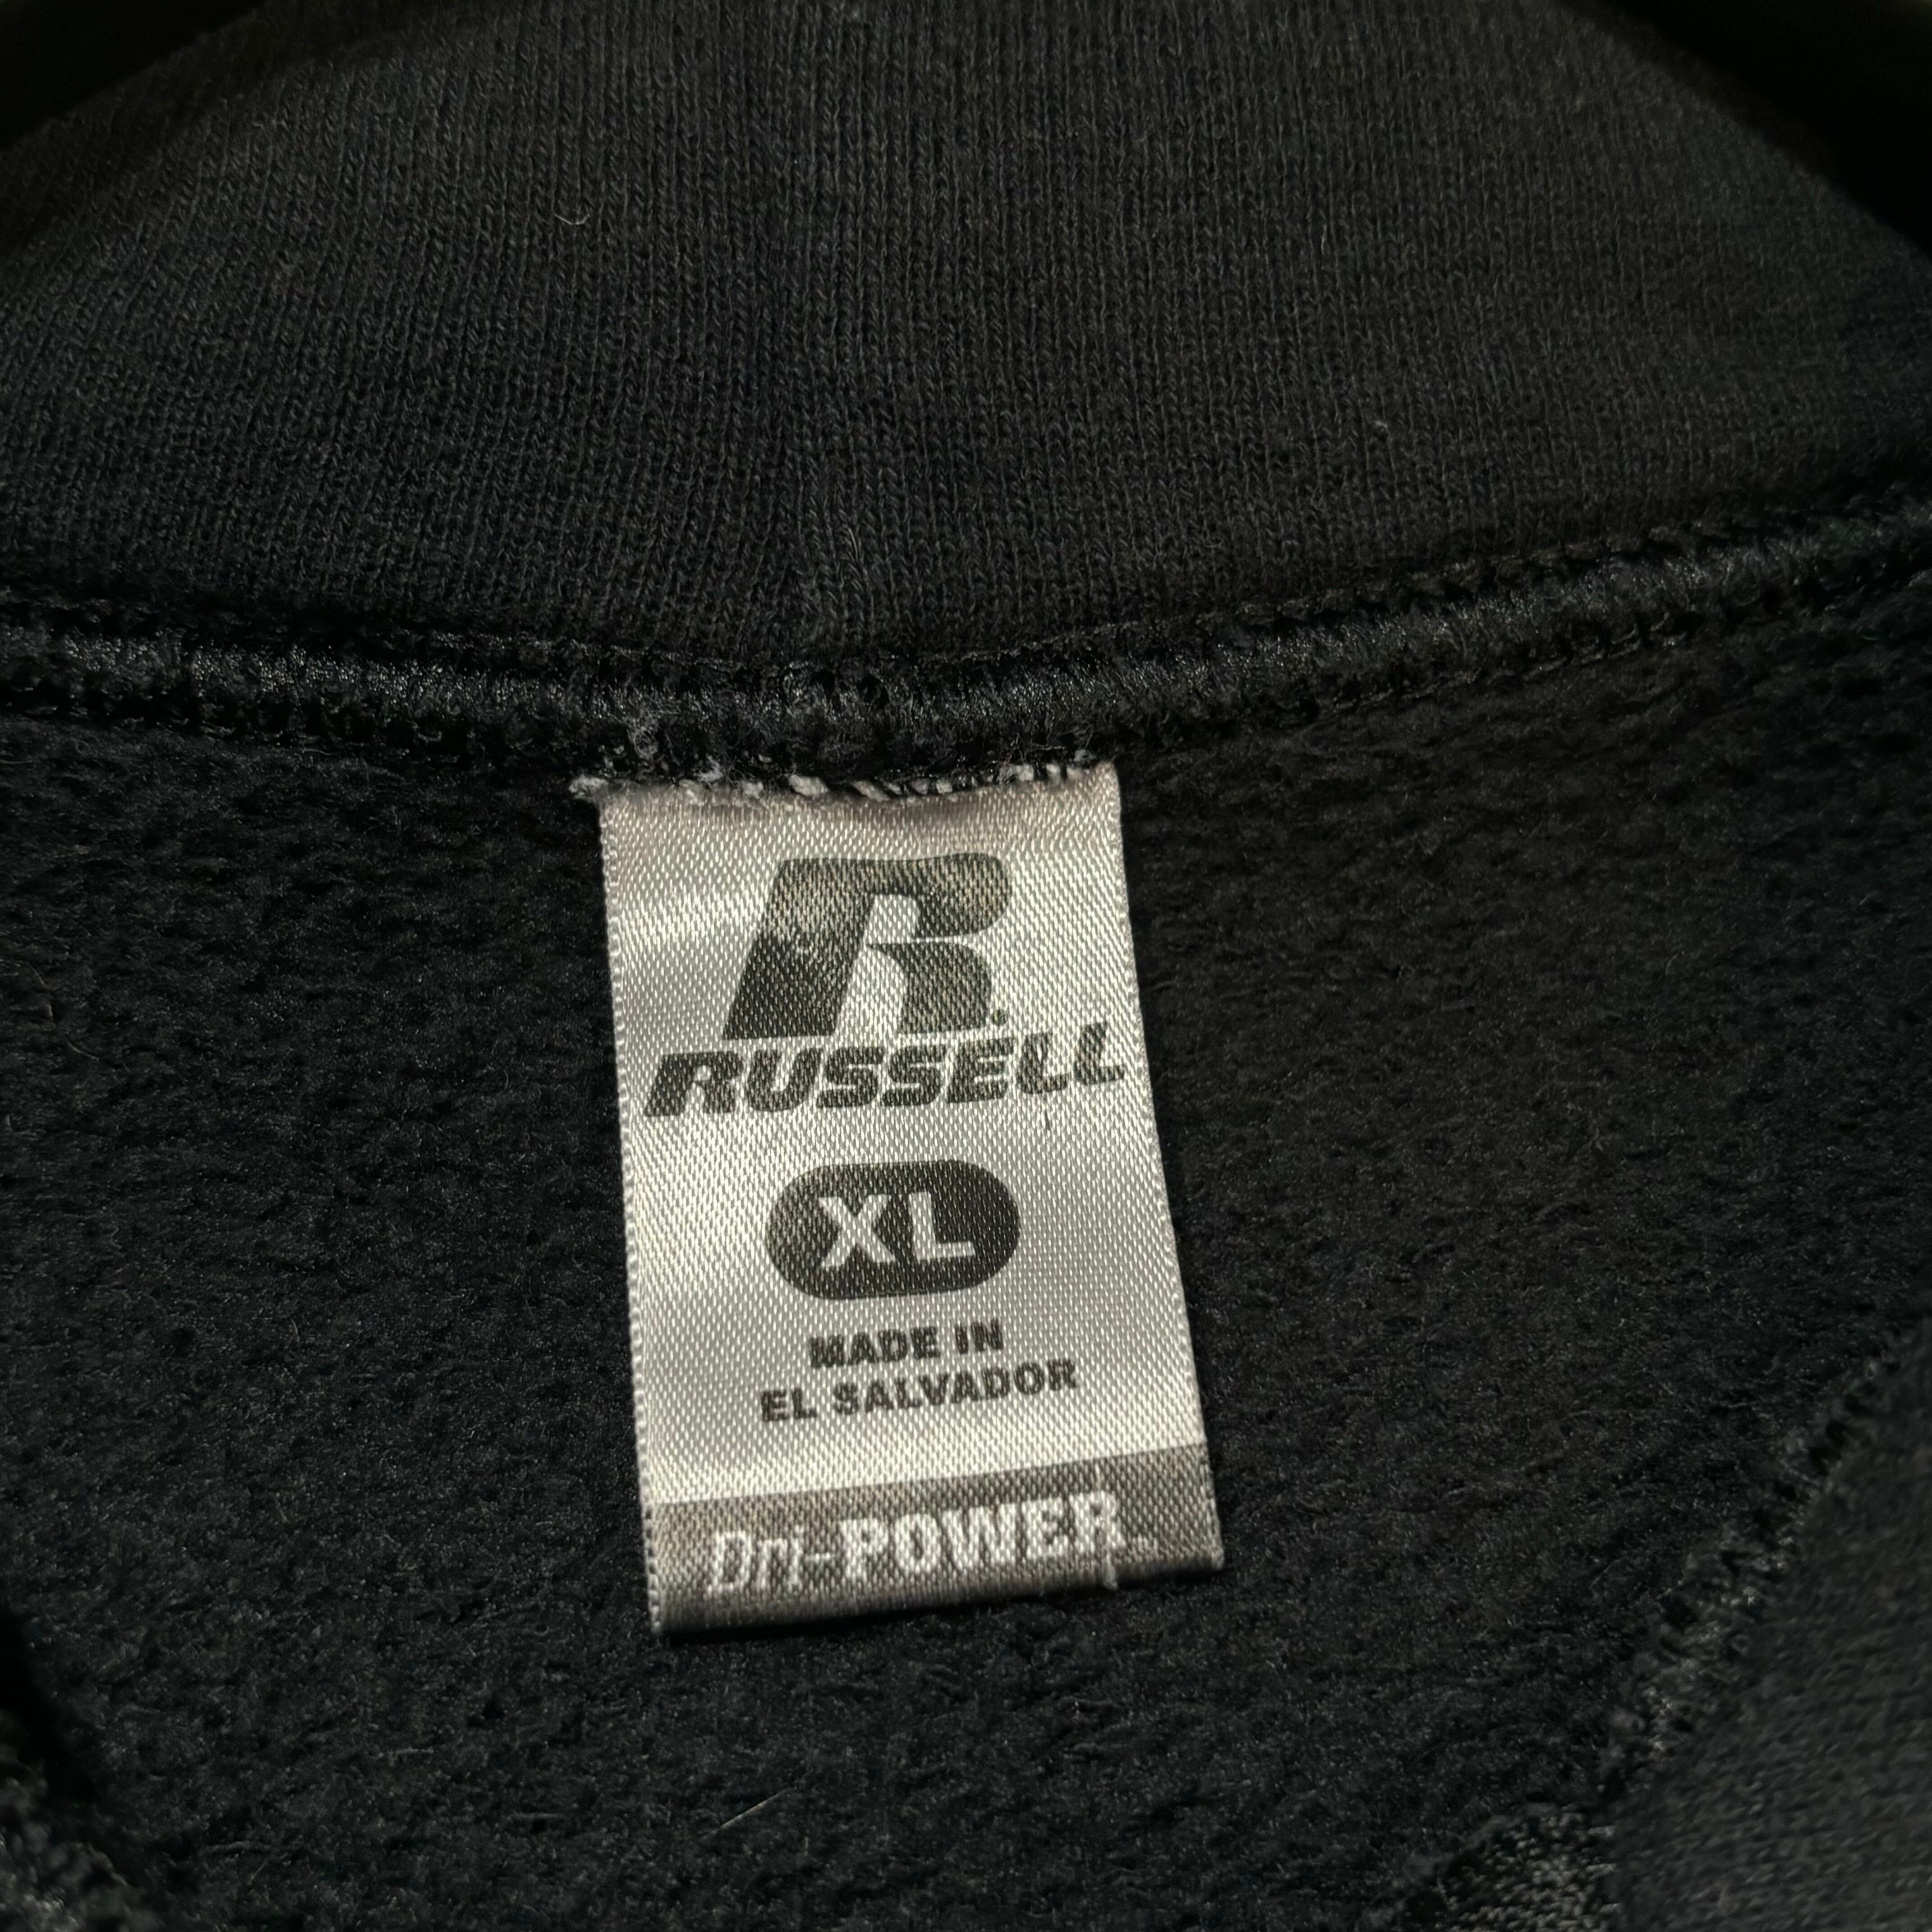 R
RUSSELL
XL
MADE IN
EL SALVADOR
Dri-POWER